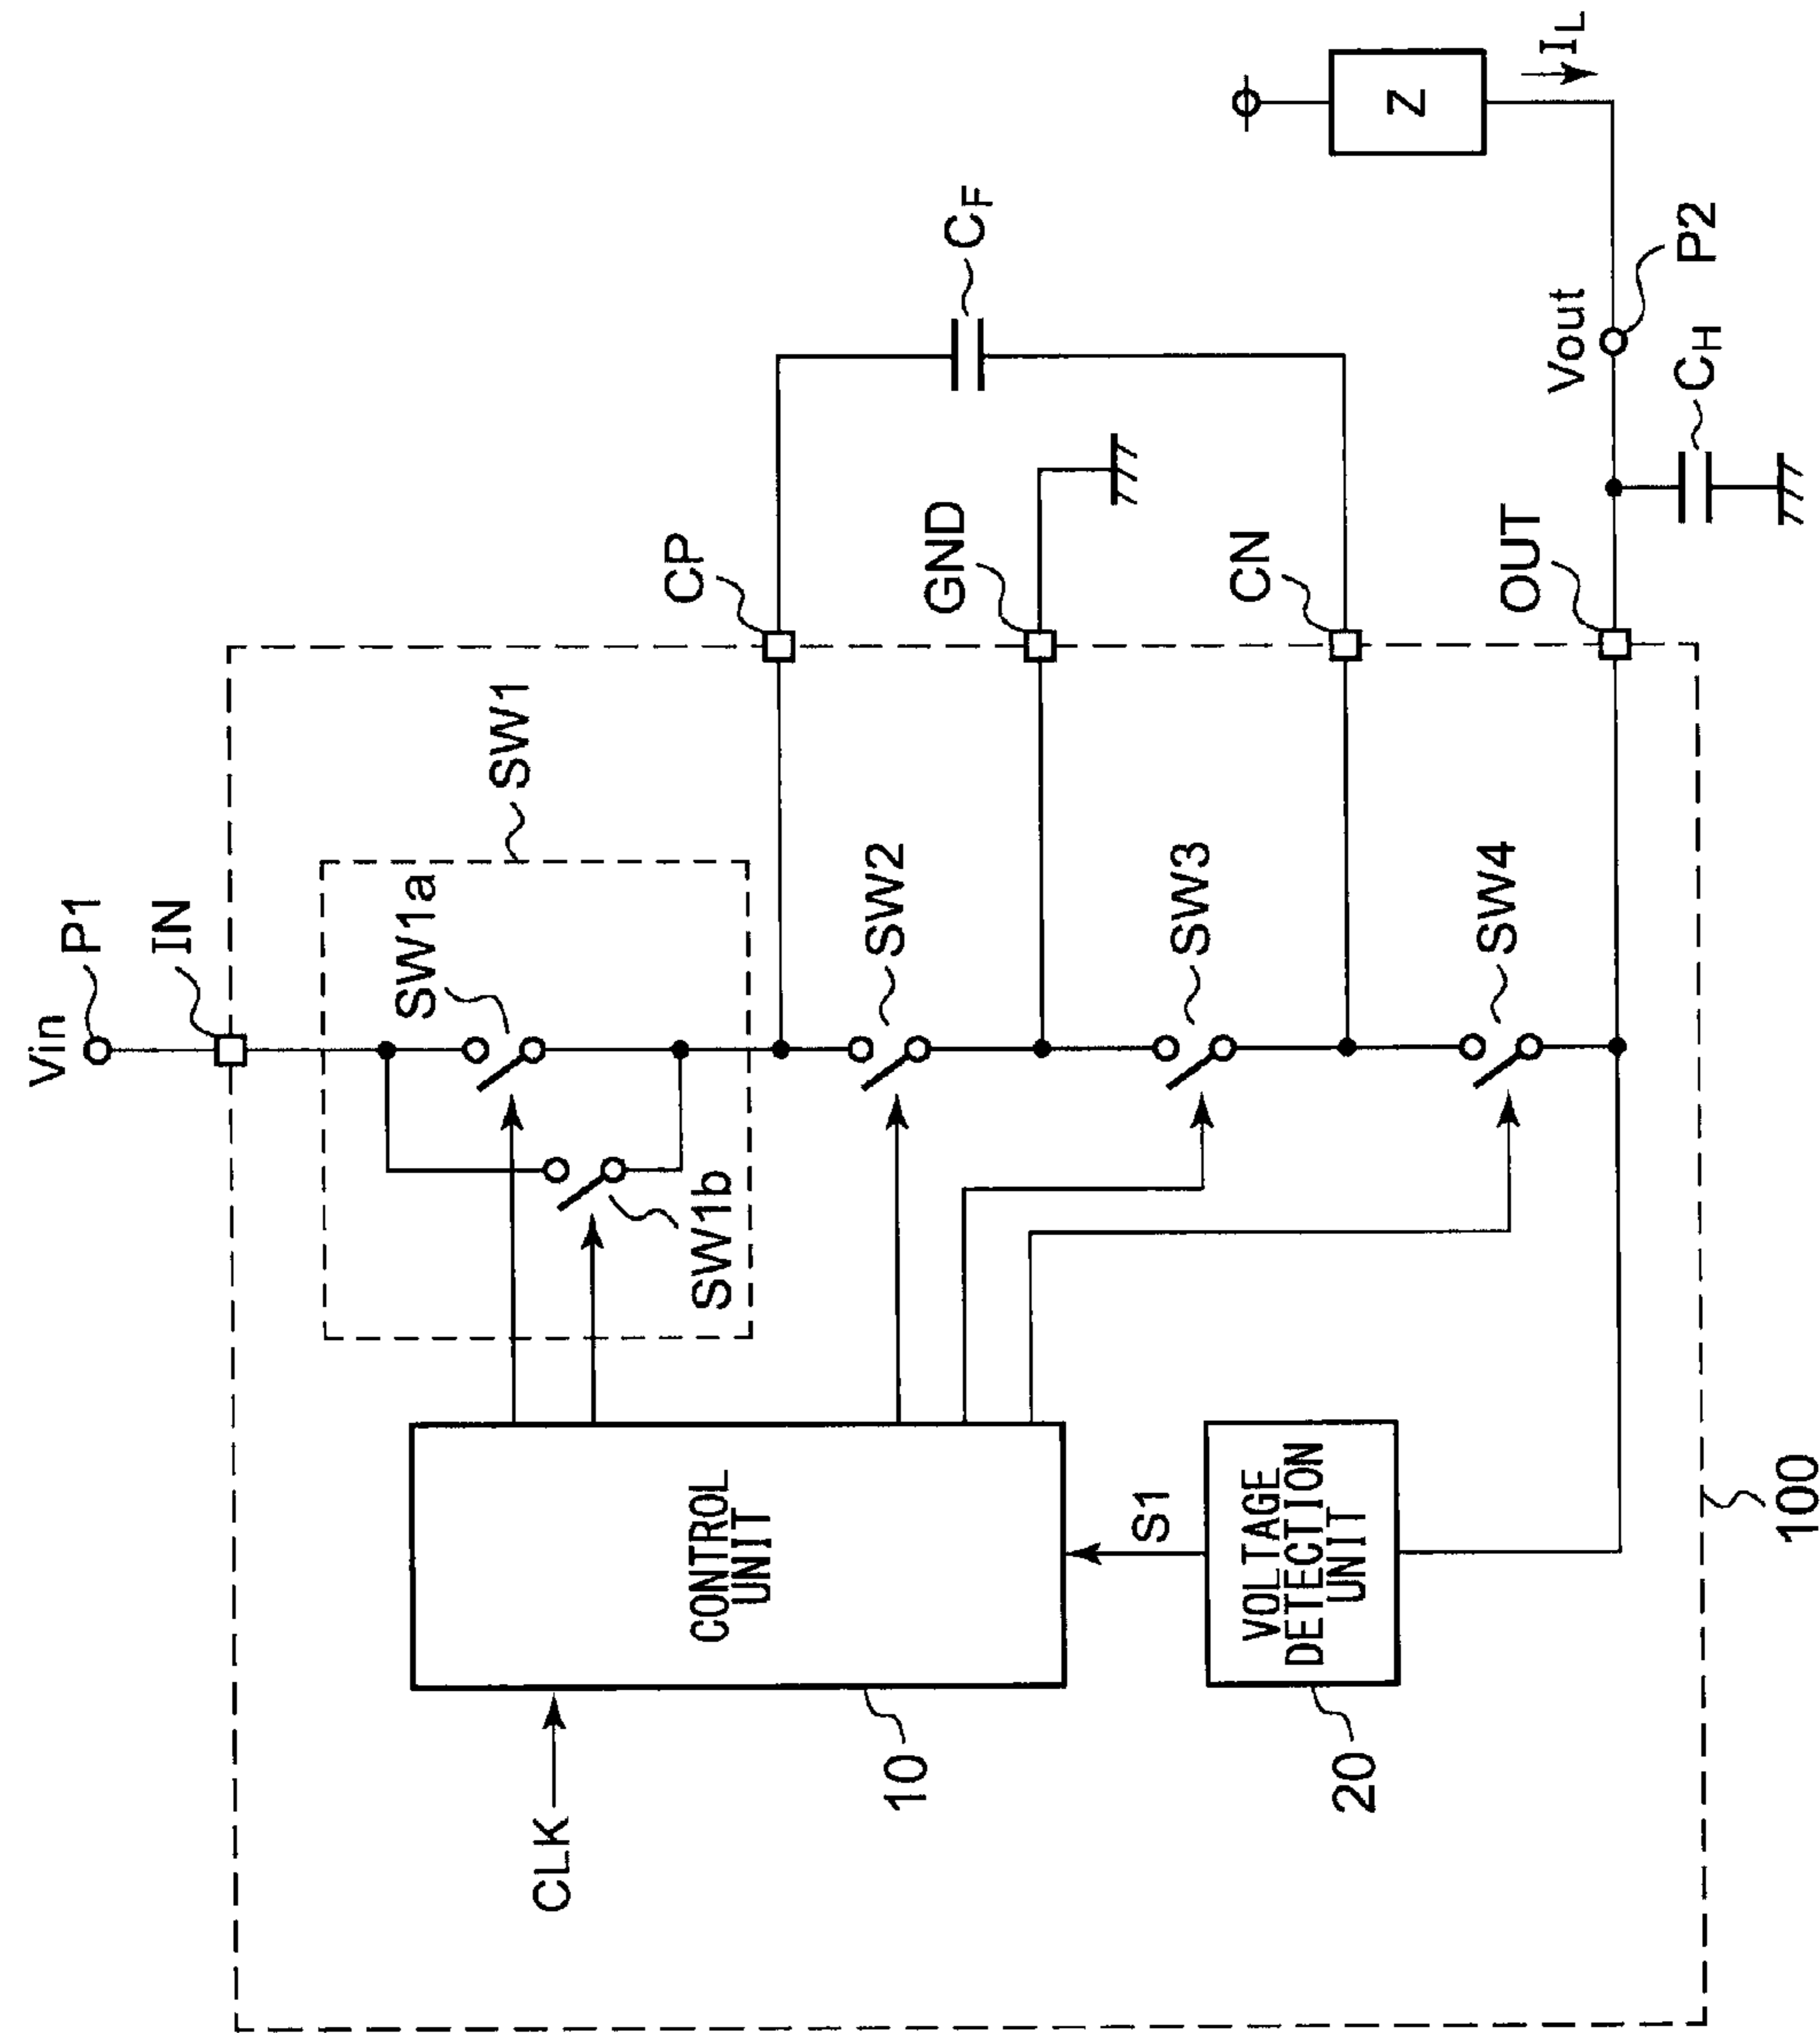 Vin
P1
IN
SW1
SW1a
SW1b
CP
SW2
GND
SW3
CN
SW4
OUT
CF
Z
IL
Vout
P2
CH
CONTROL
UNIT
CLK
10
S1
VOLTAGE
DETECTION
UNIT
20
100